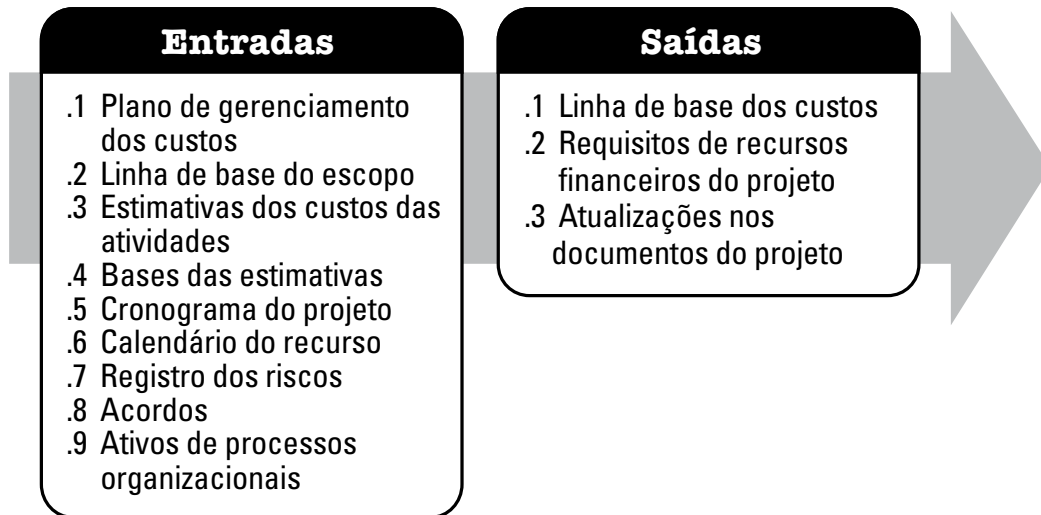 Entradas
.1 Plano de gerenciamento
dos custos
.2 Linha de base do escopo
.3 Estimativas dos custos das
atividades
.4 Bases das estimativas
.5 Cronograma do projeto
.6 Calendário do recurso
.7 Registro dos riscos
.8 Acordos
.9 Ativos de processos
organizacionais
Saídas
.1 Linha de base dos custos
.2 Requisitos de recursos
financeiros do projeto
.3 Atualizações nos
documentos do projeto